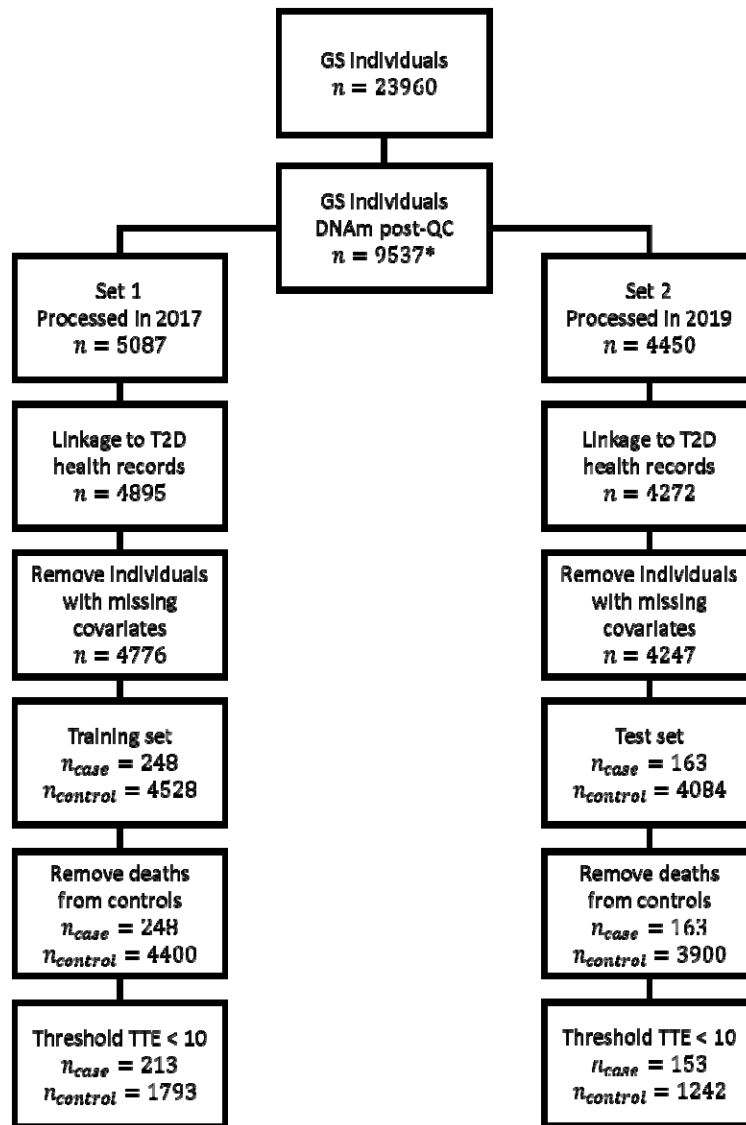 GS Individuals
n = 23960
GS Individuals
DNAm post-QC
n = 9537*
Set 1
Processed in 2017
n = 5087
Linkage to T2D
health records
n = 4895
Remove individuals
with missing
covariates
n = 4776
Training set
n_case = 248
n_control = 4528
Remove deaths
from controls
n_case = 248
n_control = 4400
Threshold TTE < 10
n_case = 213
n_control = 1793
Set 2
Processed in 2019
n = 4450
Linkage to T2D
health records
n = 4272
Remove individuals
with missing
covariates
n = 4247
Test set
n_case = 163
n_control = 4084
Remove deaths
from controls
n_case = 163
n_control = 3900
Threshold TTE < 10
n_case = 153
n_control = 1242